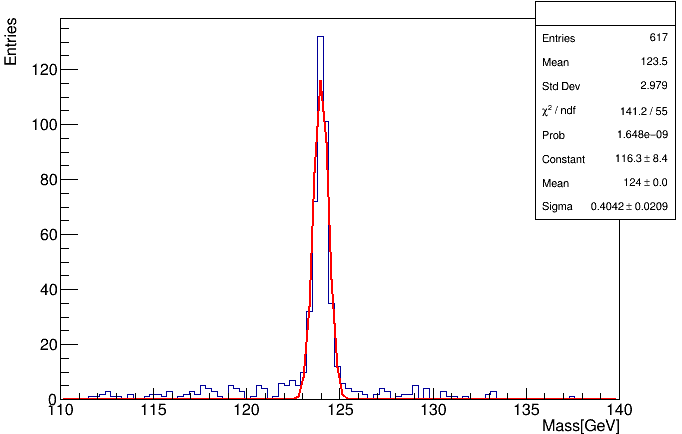 Entries
120
100
80
60
40
20
0
110 115 120 125 130 135 140
Mass[GeV]
Entries 617
Mean 123.5
Std Dev 2.979
χ² / ndf 141.2 / 55
Prob 1.648e−09
Constant 116.3 ± 8.4
Mean 124 ± 0.0
Sigma 0.4042 ± 0.0209